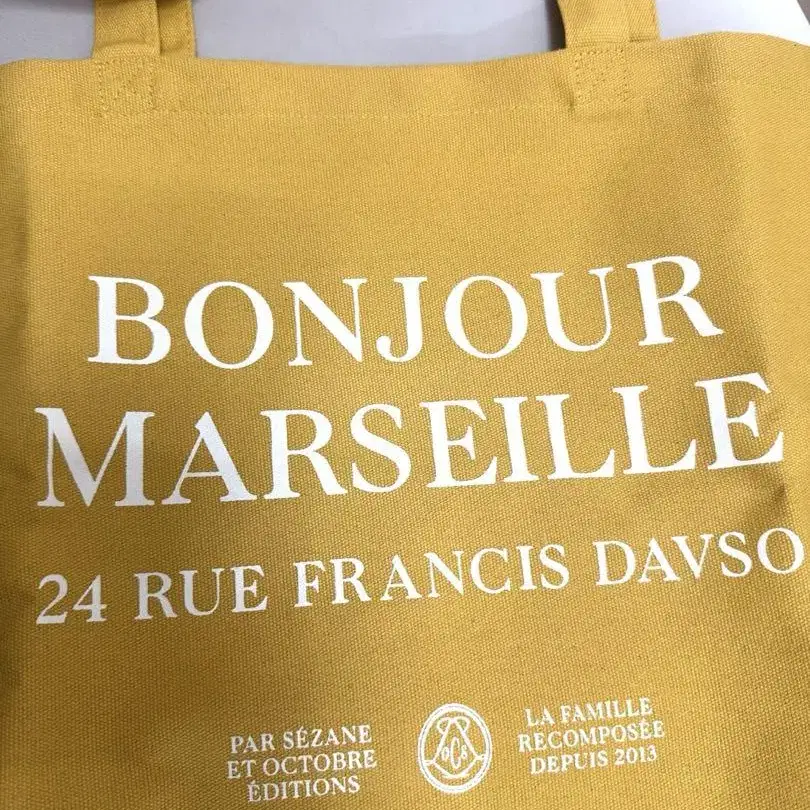 BONJOUR
MARSEILLE
24 RUE FRANCIS DAVSO
PAR SÉZANE
ET OCTOBRE
ÉDITIONS
LA FAMILLE
RECOMPOSÉE
DEPUIS 2013